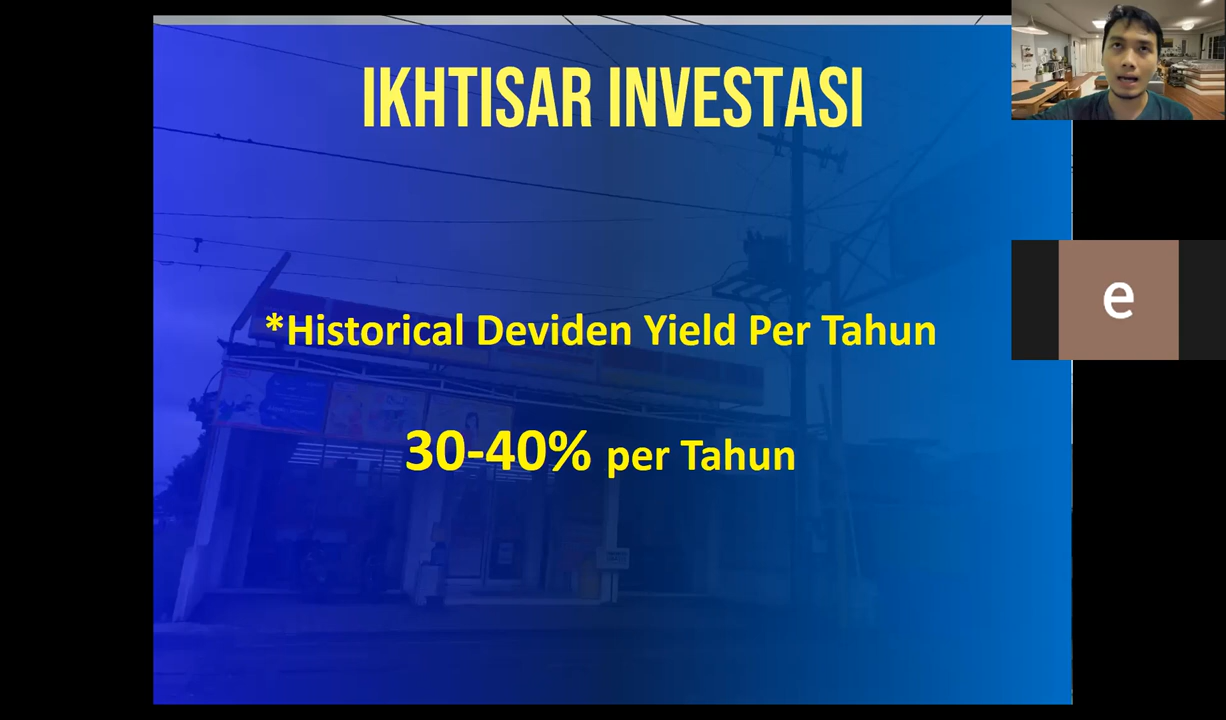 IKHTISAR INVESTASI
*Historical Deviden Yield Per Tahun
30-40% per Tahun
e